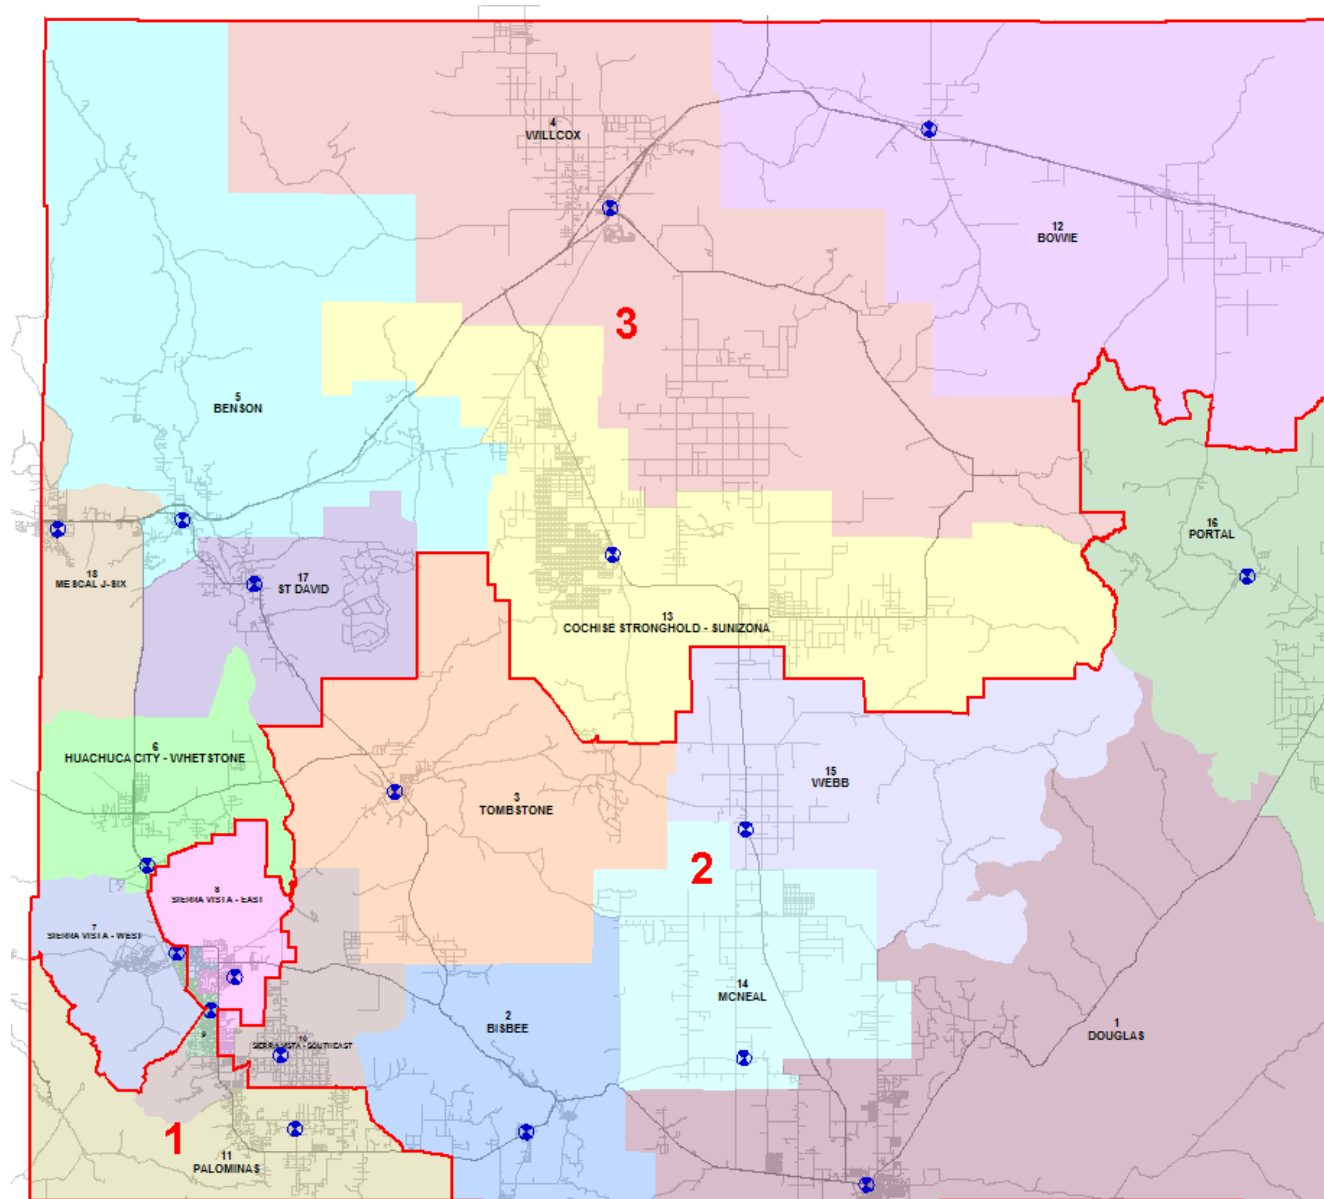 4
WILLCOX
12
BOWIE
3
5
BENSON
16
PORTAL
18
MESCAL J-SIX
17
ST DAVID
13
COCHISE STRONGHOLD - SUNIZONA
6
HUACHUCA CITY - WHETSTONE
15
WEBB
3
TOMBSTONE
2
8
SIERRA VISTA - EAST
7
SIERRA VISTA - WEST
14
MCNEAL
2
BISBEE
1
DOUGLAS
9
10
SIERRA VISTA - SOUTHEAST
1
11
PALOMINAS